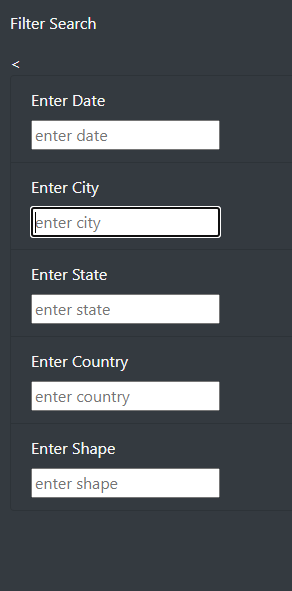 Filter Search
<
Enter Date
enter date
Enter City
enter city
Enter State
enter state
Enter Country
enter country
Enter Shape
enter shape